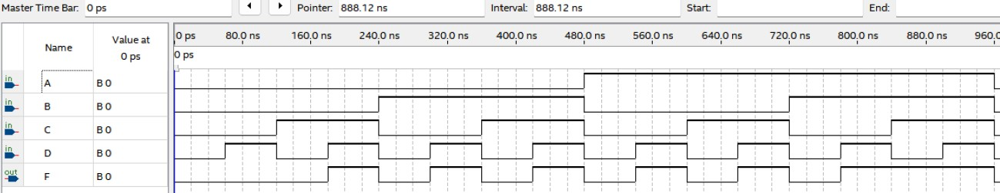 Master Time Bar: 0 ps Pointer: 888.12 ns Interval: 888.12 ns Start: End:
Name Value at 0 ps
0 ps 80.0 ns 160.0 ns 240.0 ns 320.0 ns 400.0 ns 480.0 ns 560.0 ns 640.0 ns 720.0 ns 800.0 ns 880.0 ns 960.0
0 ps
in A B 0
in B B 0
in C B 0
in D B 0
out F B 0